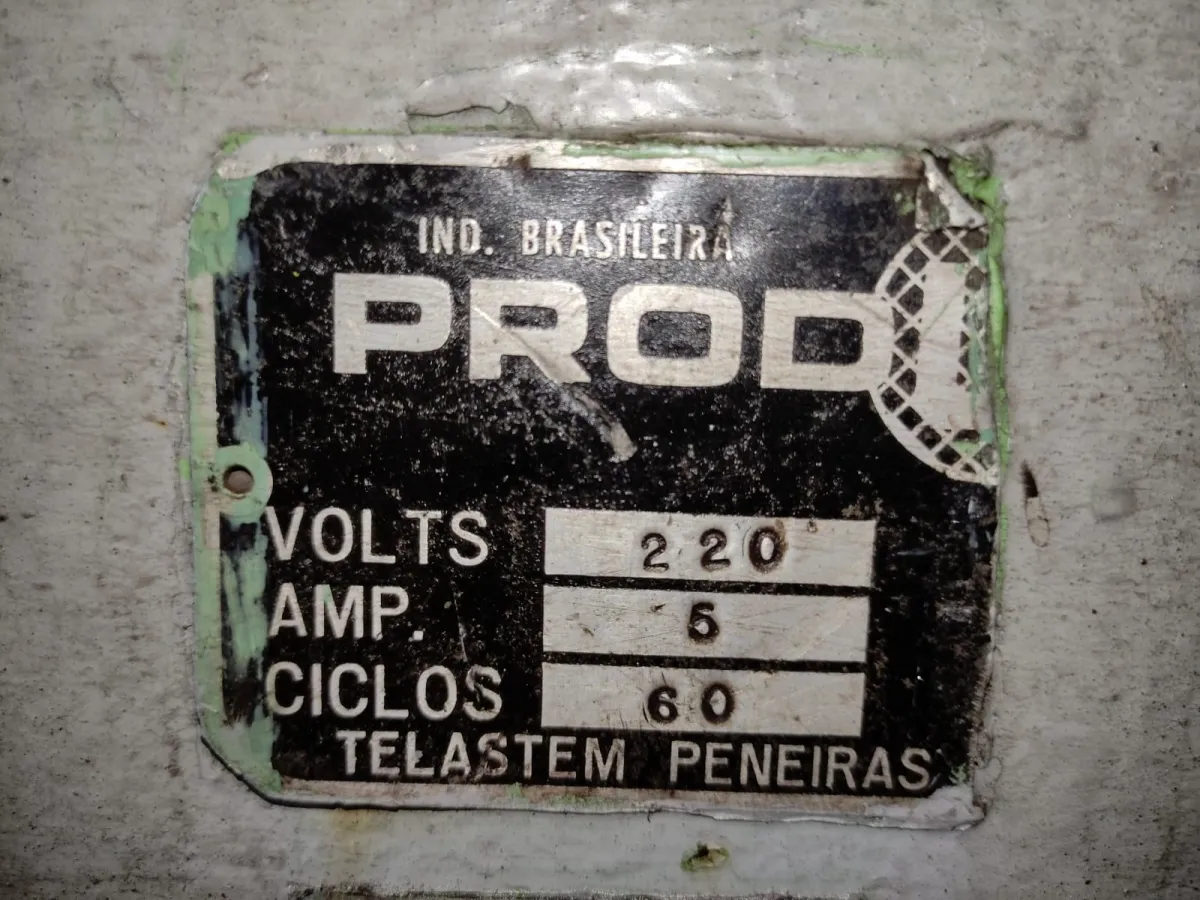 IND. BRASILEIRA
PROD
VOLTS 220
AMP. 5
CICLOS 60
TELASTEM PENEIRAS